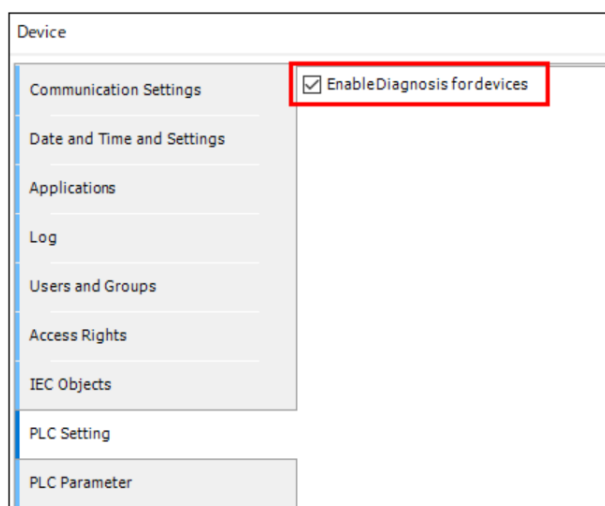 Device
Communication Settings
EnableDiagnosis fordevices
Date and Time and Settings
Applications
Log
Users and Groups
Access Rights
IEC Objects
PLC Setting
PLC Parameter